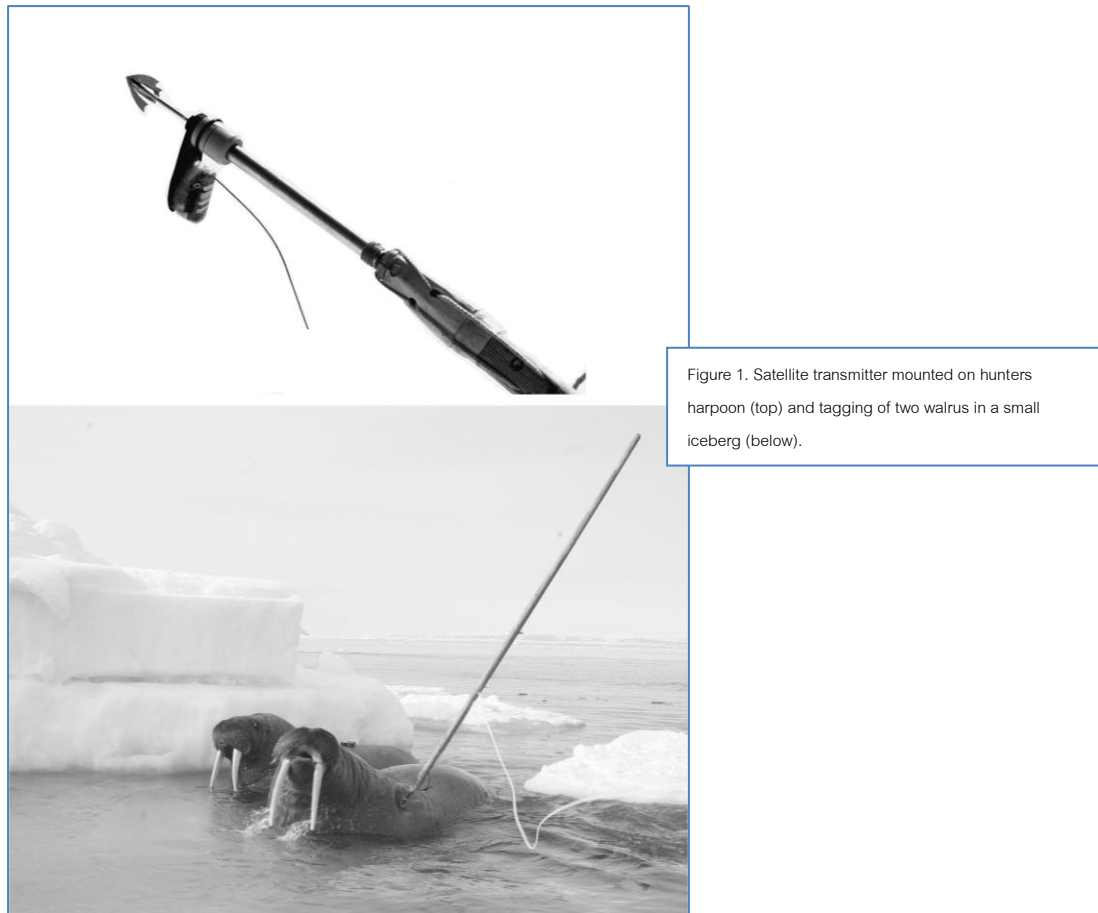 Figure 1. Satellite transmitter mounted on hunters
harpoon (top) and tagging of two walrus in a small
iceberg (below).